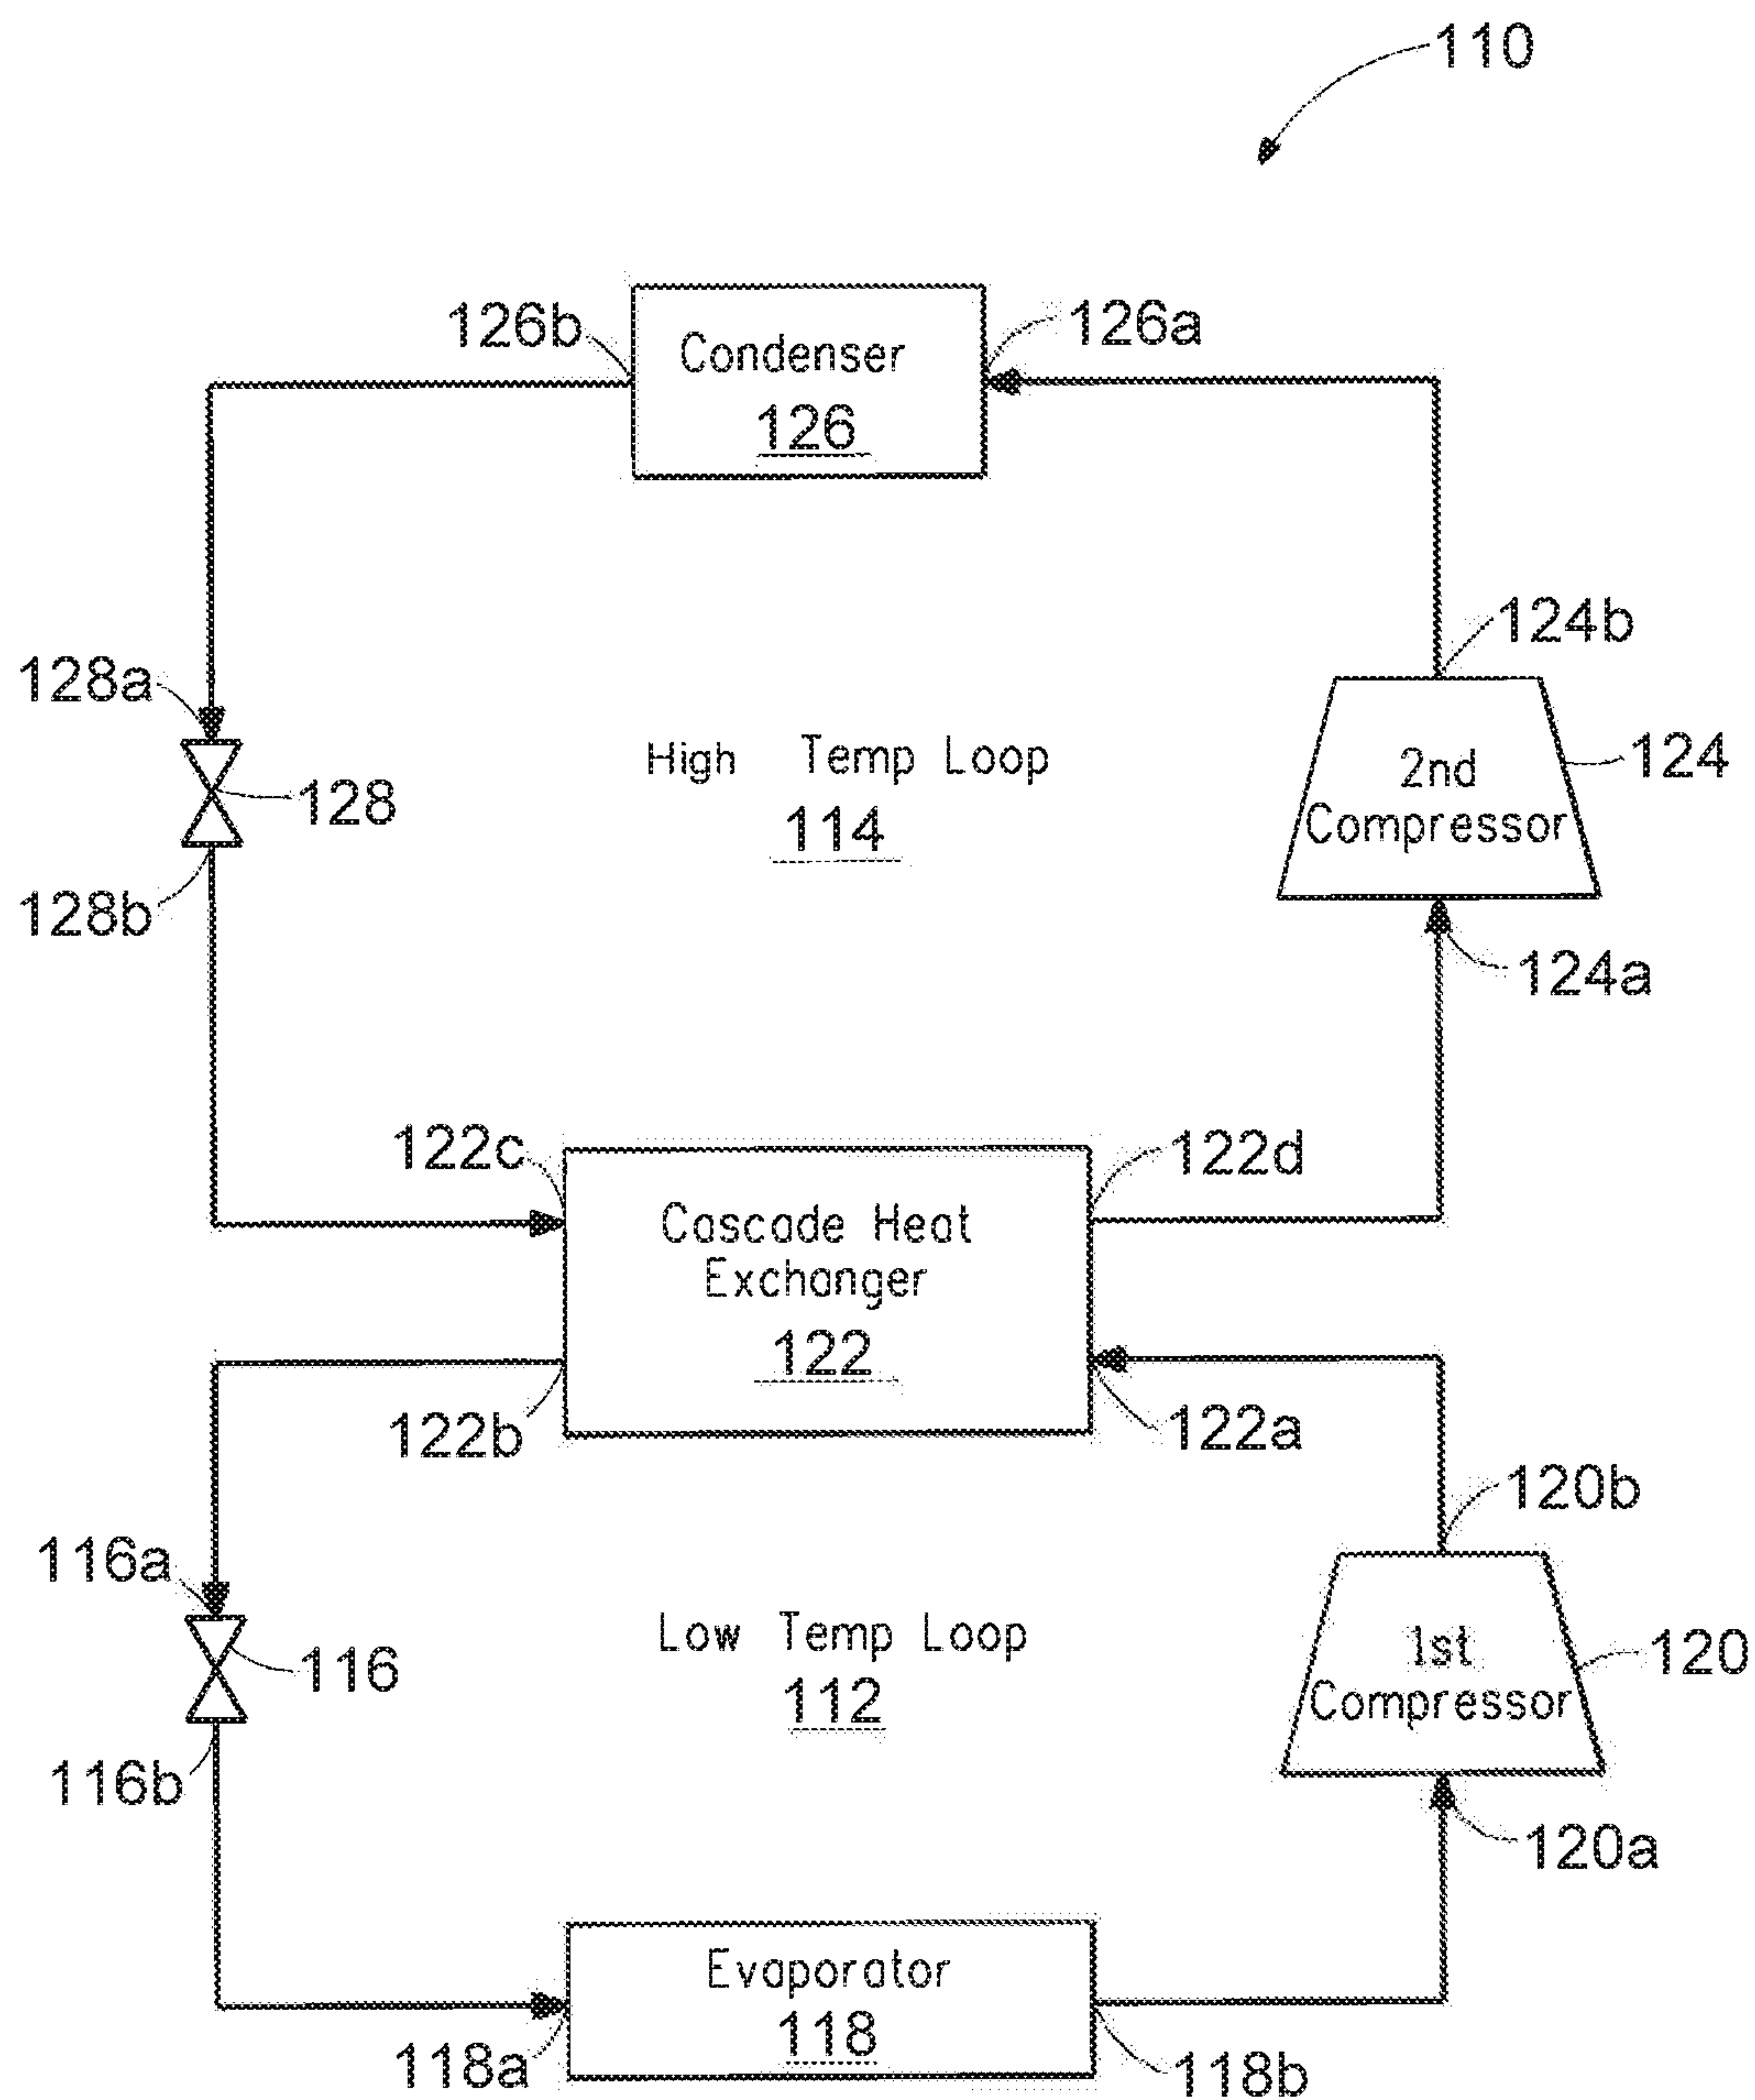 110
126b
Condenser
126
126a
124b
128a
High Temp Loop
114
2nd
Compressor
124
128
128b
124a
122c
122d
Cascade Heat
Exchanger
122
122b
122a
120b
116a
Low Temp Loop
112
1st
Compressor
120
116
116b
120a
Evaporator
118
118a
118b